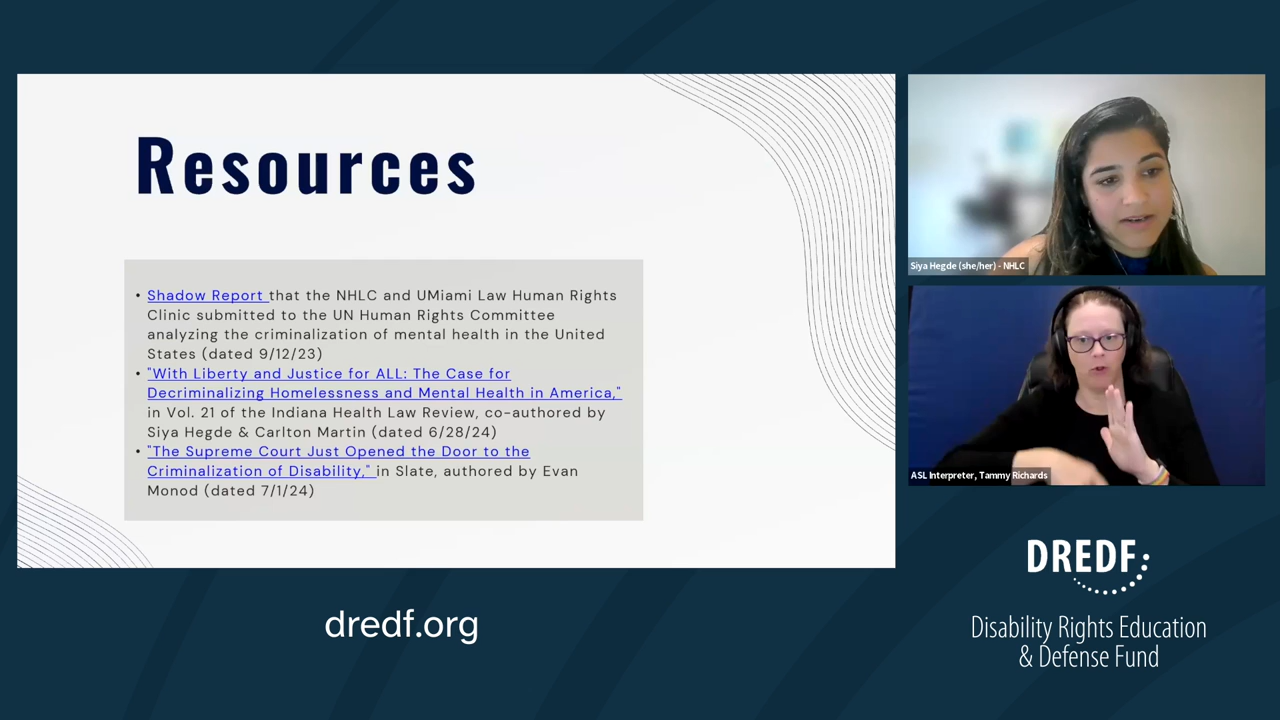 Resources
• Shadow Report that the NHLC and UMiami Law Human Rights
Clinic submitted to the UN Human Rights Committee
analyzing the criminalization of mental health in the United
States (dated 9/12/23)
• "With Liberty and Justice for ALL: The Case for
Decriminalizing Homelessness and Mental Health in America,"
in Vol. 21 of the Indiana Health Law Review, co-authored by
Siya Hegde & Carlton Martin (dated 6/28/24)
• "The Supreme Court Just Opened the Door to the
Criminalization of Disability," in Slate, authored by Evan
Monod (dated 7/1/24)
Siya Hegde (she/her) - NHLC
ASL Interpreter, Tammy Richards
dredf.org
DREDF
Disability Rights Education
& Defense Fund